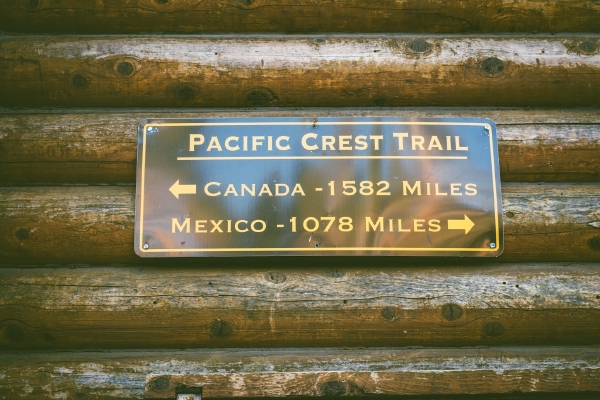 PACIFIC CREST TRAIL
← CANADA -1582 MILES
MEXICO -1078 MILES →